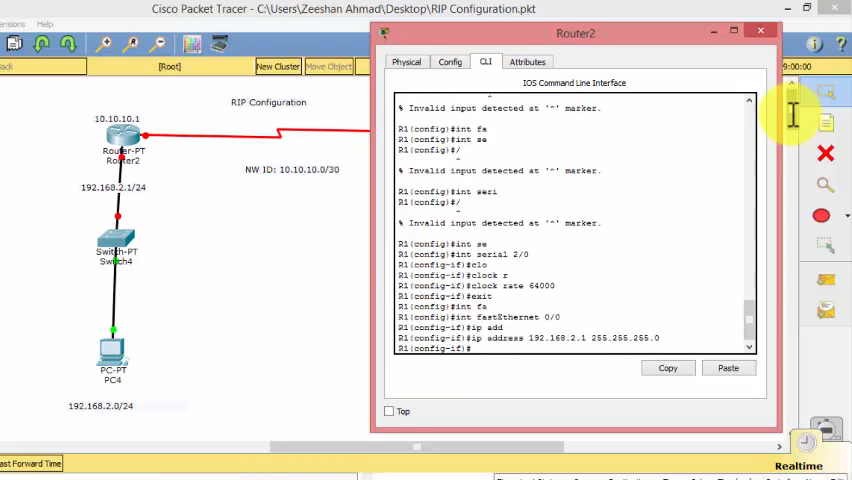 Cisco Packet Tracer - C:\Users\Zeeshan Ahmad\Desktop\RIP Configuration.pkt
Help
[Root]
New Cluster
Move Object
9:00:00
RIP Configuration
10.10.10.1
Router-PT
Router2
NW ID: 10.10.10.0/30
192.168.2.1/24
Switch-PT
Switch4
PC-PT
PC4
192.168.2.0/24
Router2
Physical
Config
CLI
Attributes
IOS Command Line Interface
^
% Invalid input detected at '^' marker.
R1(config)#int fa
R1(config)#int se
R1(config)#/
^
% Invalid input detected at '^' marker.
R1(config)#int seri
R1(config)#/
^
% Invalid input detected at '^' marker.
R1(config)#int se
R1(config)#int serial 2/0
R1(config-if)#clo
R1(config-if)#clock r
R1(config-if)#clock rate 64000
R1(config-if)#exit
R1(config)#int fa
R1(config)#int fastEthernet 0/0
R1(config-if)#ip add
R1(config-if)#ip address 192.168.2.1 255.255.255.0
R1(config-if)#
Copy
Paste
Top
ast Forward Time
Realtime